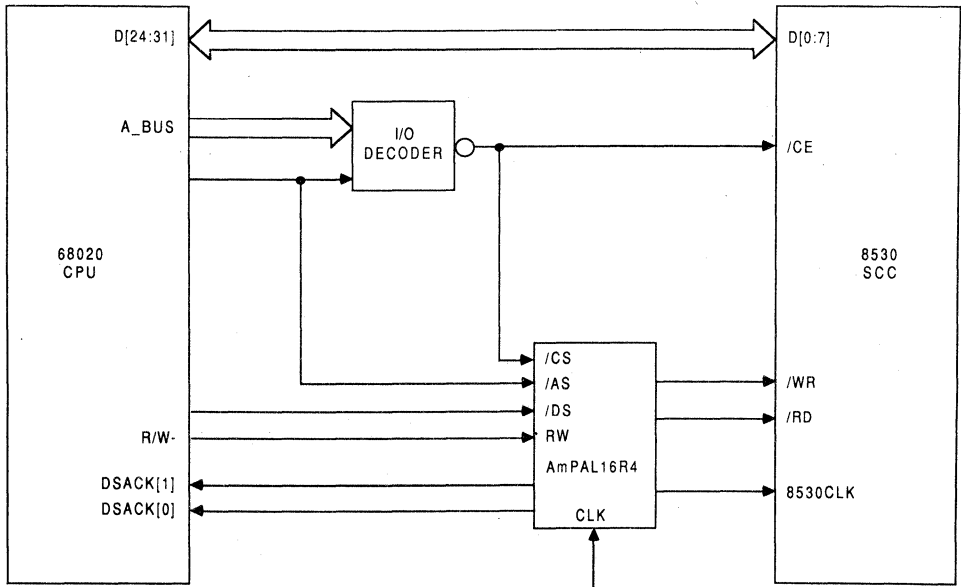 D[24:31]
D[0:7]
A_BUS
I/O
DECODER
/CE
68020
CPU
8530
SCC
/CS
/AS
/DS
RW
AmPAL16R4
CLK
/WR
/RD
8530CLK
R/W-
DSACK[1]
DSACK[0]